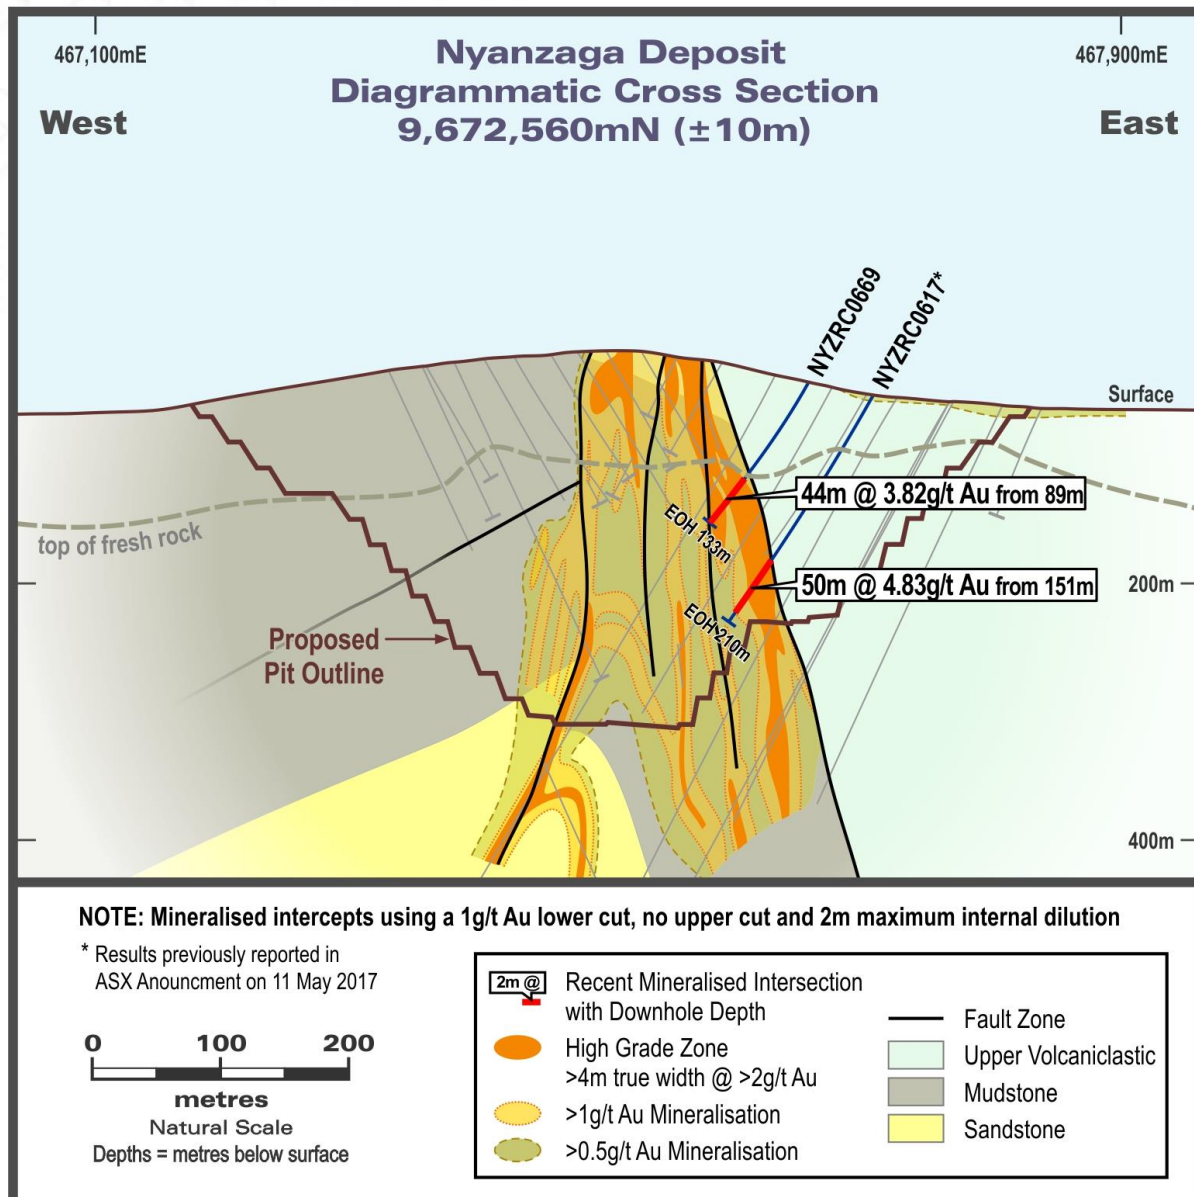 467,100mE
467,900mE
Nyanzaga Deposit
Diagrammatic Cross Section
9,672,560mN (±10m)
West
East
NYZRC0669
NYZRC0617*
Surface
44m @ 3.82g/t Au from 89m
EOH 133m
top of fresh rock
200m
50m @ 4.83g/t Au from 151m
EOH 210m
Proposed
Pit Outline
400m
NOTE: Mineralised intercepts using a 1g/t Au lower cut, no upper cut and 2m maximum internal dilution
* Results previously reported in
ASX Anouncment on 11 May 2017
0 100 200
metres
Natural Scale
Depths = metres below surface
2m @
Recent Mineralised Intersection
with Downhole Depth
High Grade Zone
>4m true width @ >2g/t Au
>1g/t Au Mineralisation
>0.5g/t Au Mineralisation
Fault Zone
Upper Volcaniclastic
Mudstone
Sandstone